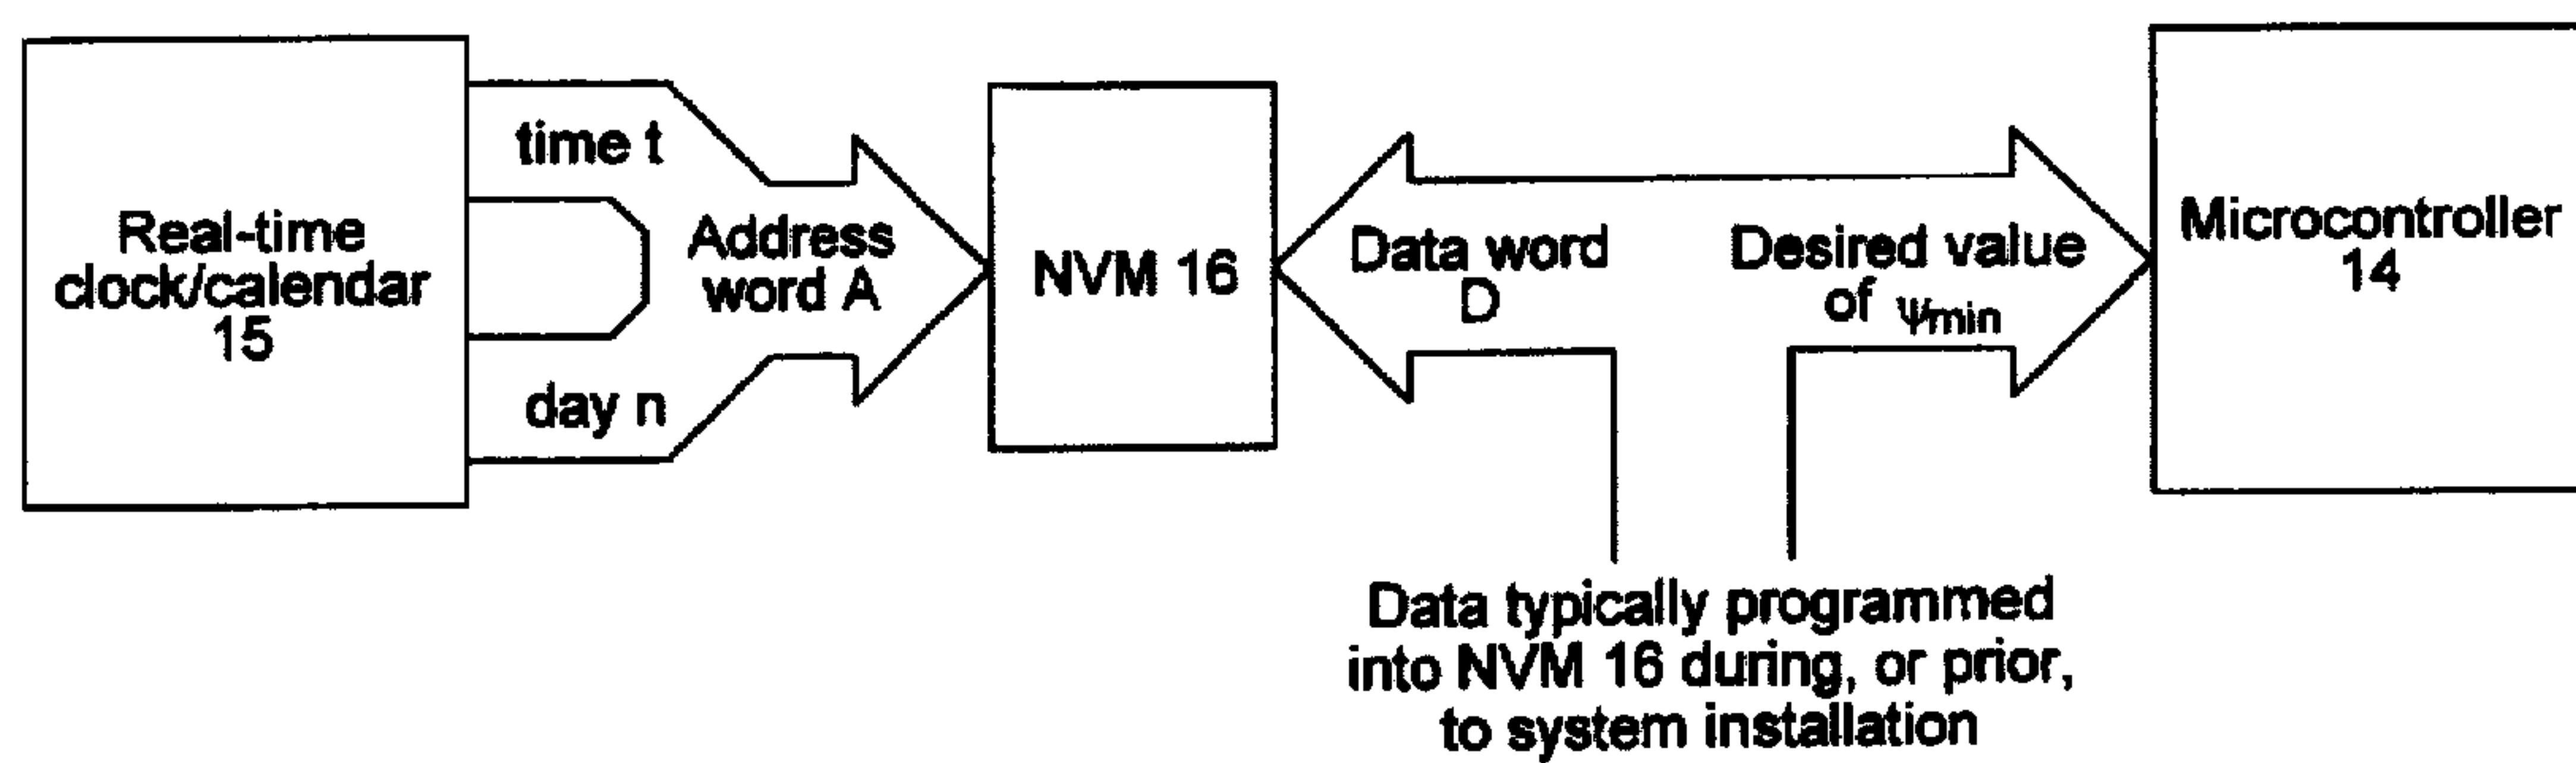 Real-time
clock/calendar
15
time t
day n
Address
word A
NVM 16
Data word
D
Desired value
of ψmin
Microcontroller
14
Data typically programmed
into NVM 16 during, or prior,
to system installation